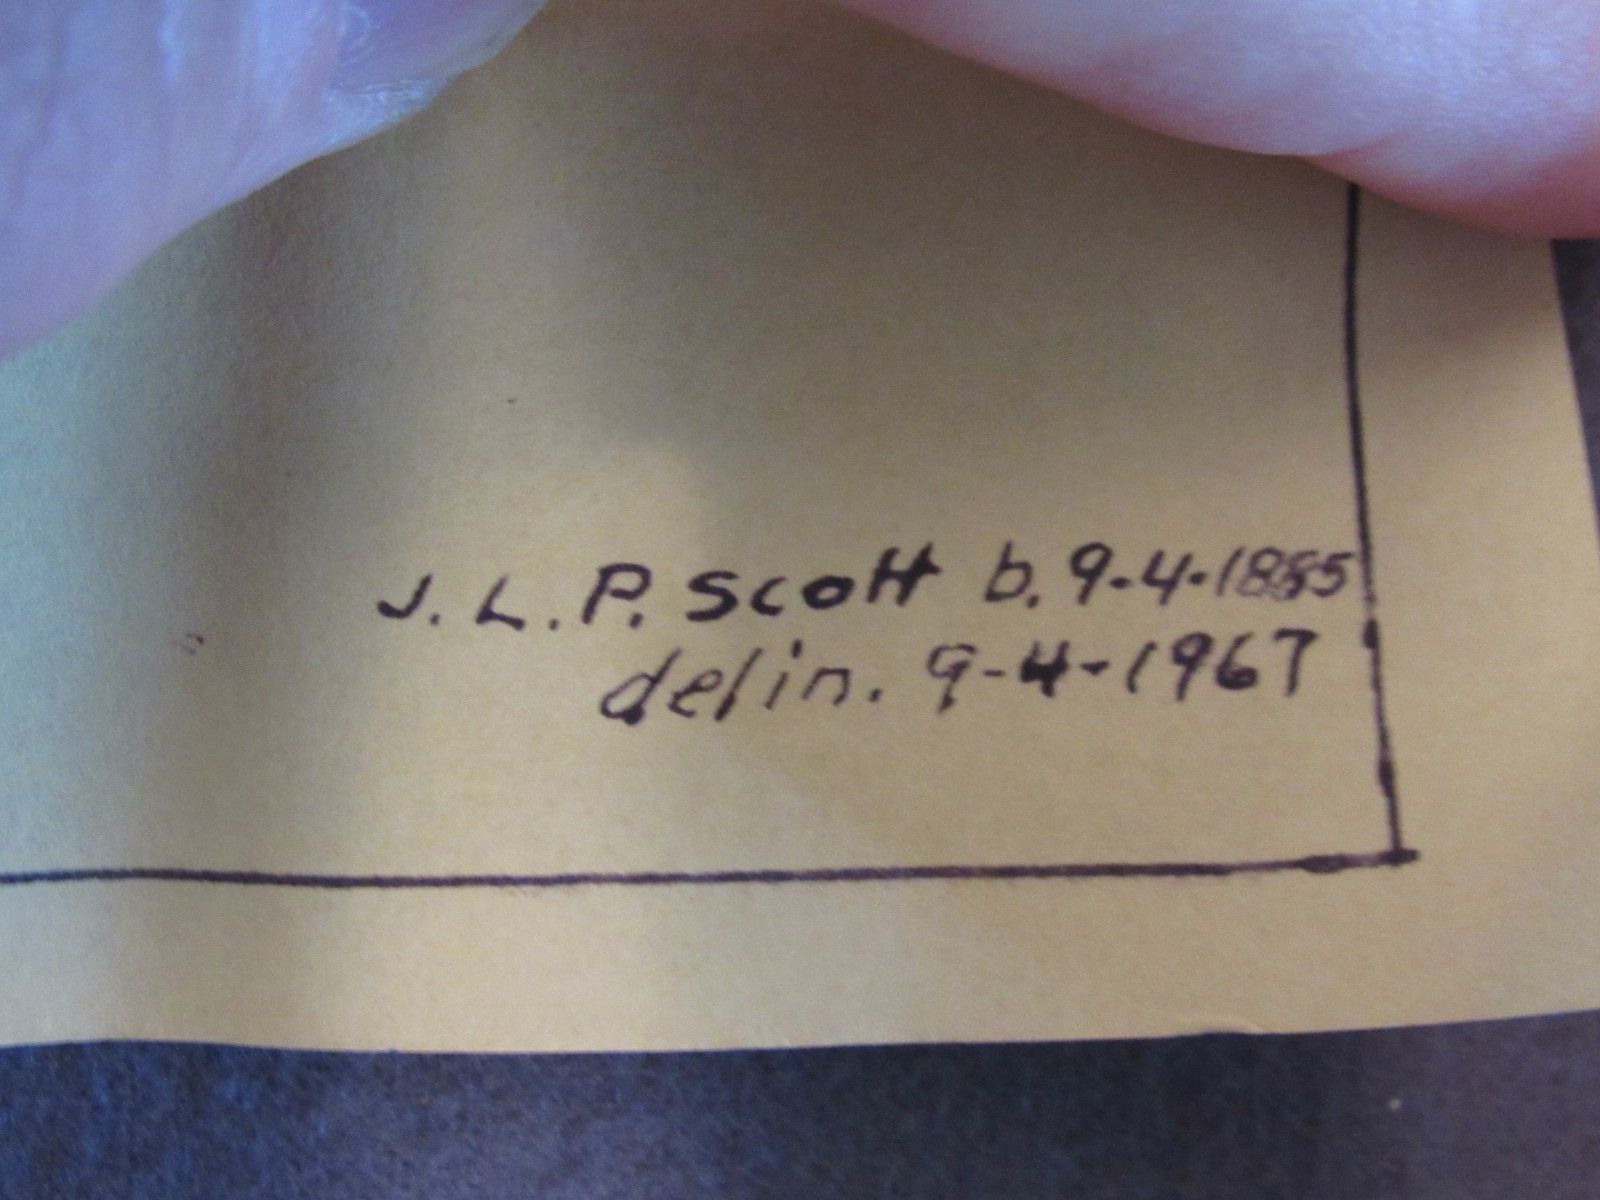 J. L. P. Scott b. 9-4-1885
delin. 9-4-1967